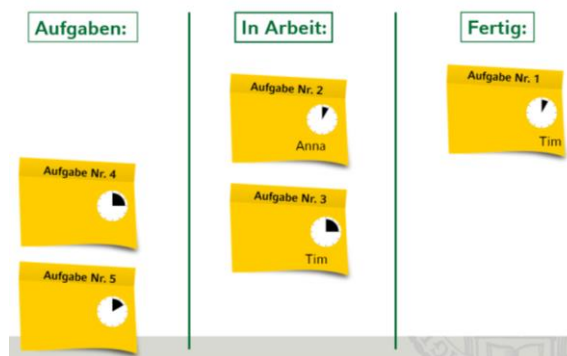 Aufgaben:
In Arbeit:
Fertig:
Aufgabe Nr. 2
Anna
Aufgabe Nr. 1
Tim
Aufgabe Nr. 4
Aufgabe Nr. 3
Tim
Aufgabe Nr. 5